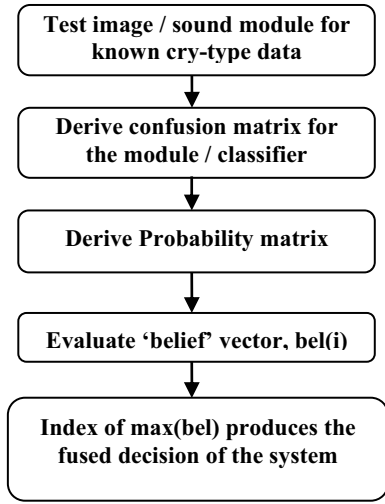 Test image / sound module for
known cry-type data
Derive confusion matrix for
the module / classifier
Derive Probability matrix
Evaluate ‘belief’ vector, bel(i)
Index of max(bel) produces the
fused decision of the system